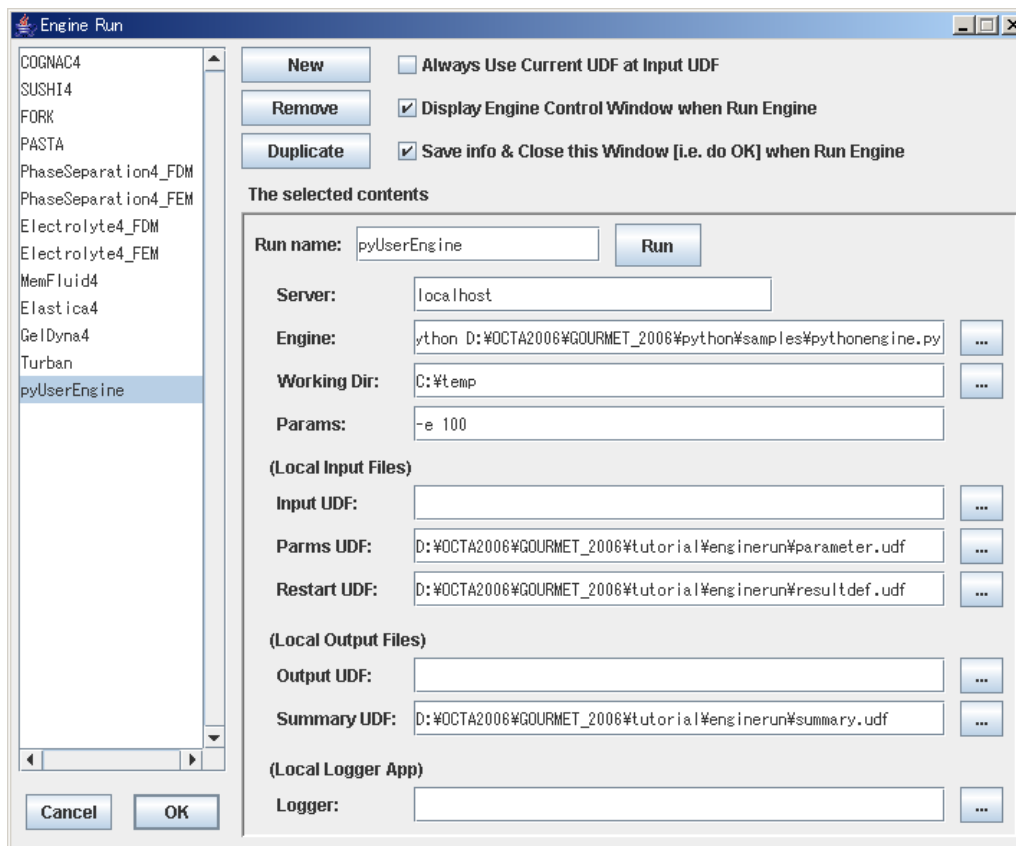 Engine Run
COGNAC4
SUSHI4
FORK
PASTA
PhaseSeparation4_FDM
PhaseSeparation4_FEM
Electrolyte4_FDM
Electrolyte4_FEM
MemFluid4
Elastica4
GelDyna4
Turban
pyUserEngine
Cancel OK
New Always Use Current UDF at Input UDF
Remove Display Engine Control Window when Run Engine
Duplicate Save info & Close this Window [i.e. do OK] when Run Engine
The selected contents
Run name: pyUserEngine Run
Server: localhost
Engine: ython D:¥OCTA2006¥GOURMET_2006¥python¥samples¥pythonengine.py ...
Working Dir: C:¥temp ...
Params: -e 100
(Local Input Files)
Input UDF: ...
Parms UDF: D:¥OCTA2006¥GOURMET_2006¥tutorial¥enginerun¥parameter.udf ...
Restart UDF: D:¥OCTA2006¥GOURMET_2006¥tutorial¥enginerun¥resultdef.udf ...
(Local Output Files)
Output UDF: ...
Summary UDF: D:¥OCTA2006¥GOURMET_2006¥tutorial¥enginerun¥summary.udf ...
(Local Logger App)
Logger: ...